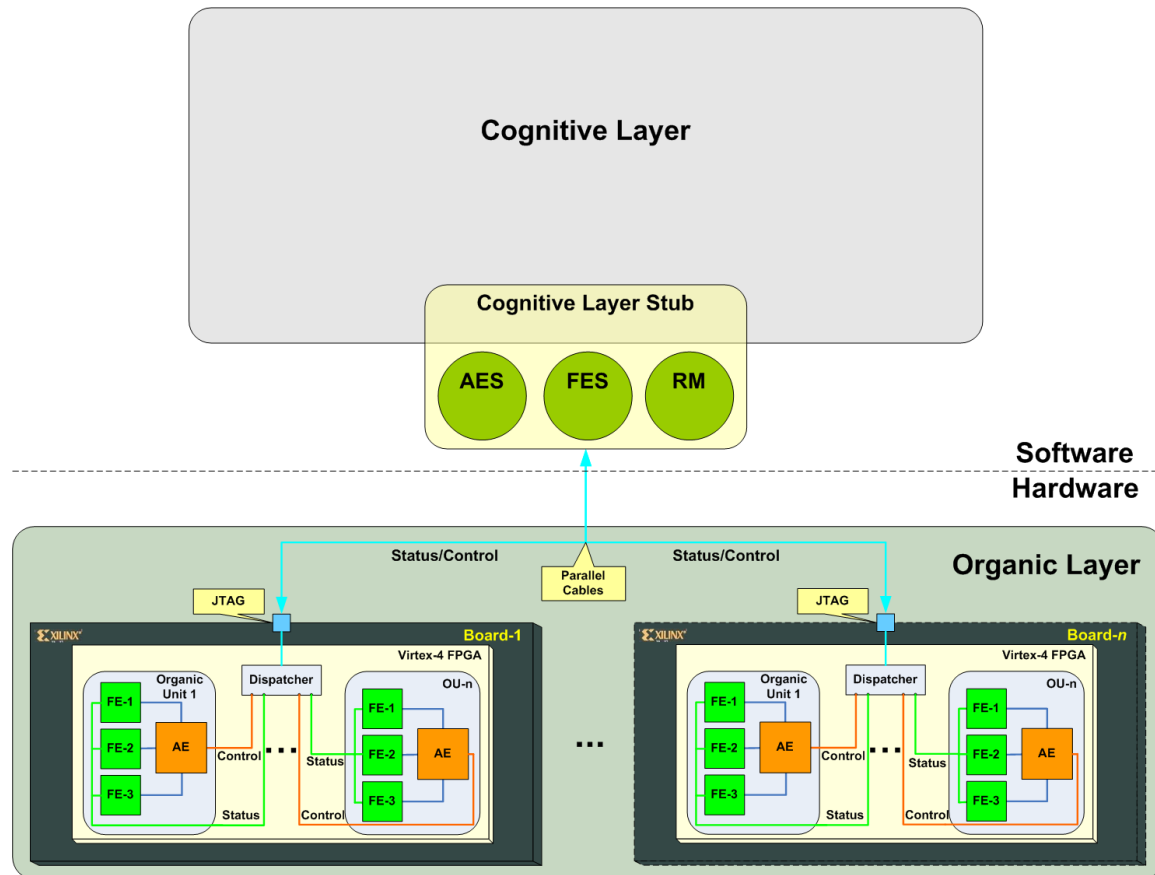 Cognitive Layer
Cognitive Layer Stub
AES
FES
RM
Software
Hardware
Status/Control
Status/Control
Parallel
Cables
Organic Layer
JTAG
XILINX
Board-1
Virtex-4 FPGA
Organic
Unit 1
FE-1
FE-2
FE-3
AE
Dispatcher
Control
...
Status
Status
Control
OU-n
FE-1
FE-2
FE-3
AE
...
JTAG
XILINX
Board-n
Virtex-4 FPGA
Organic
Unit 1
FE-1
FE-2
FE-3
AE
Dispatcher
Control
...
Status
Status
Control
OU-n
FE-1
FE-2
FE-3
AE